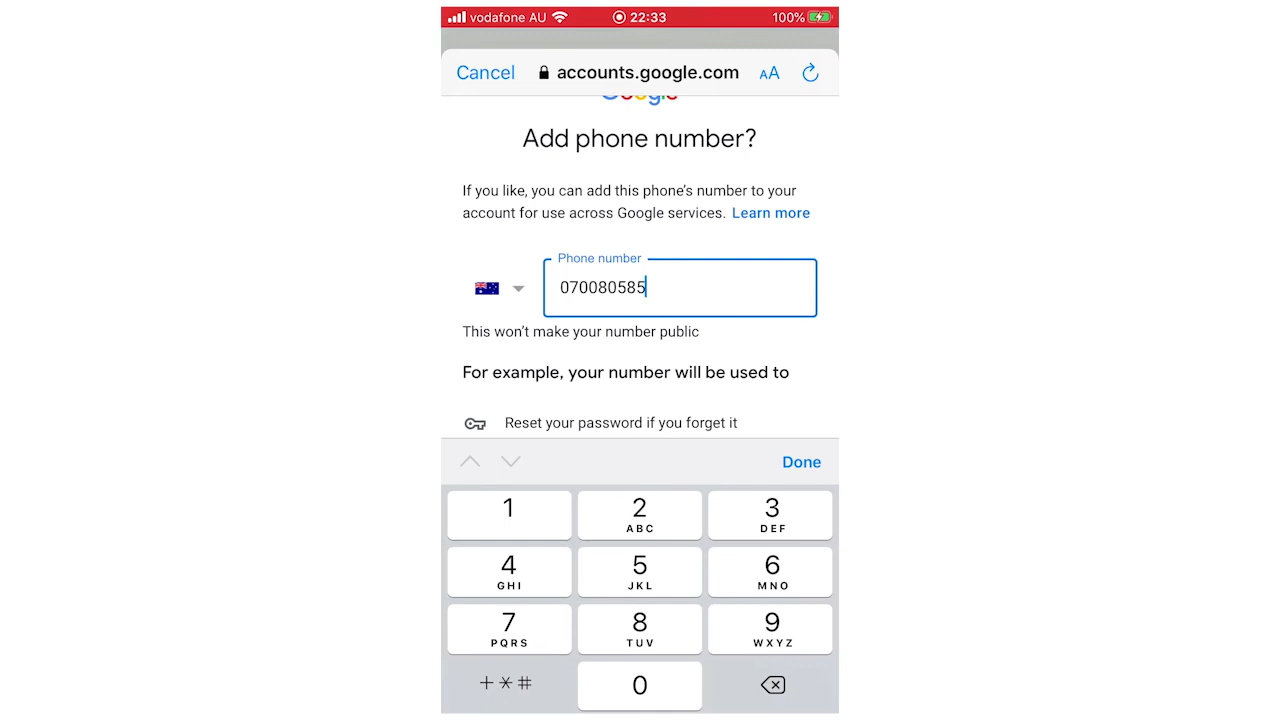 vodafone AU 22:33 100%
Cancel accounts.google.com AA
Google
Add phone number?
If you like, you can add this phone's number to your
account for use across Google services. Learn more
Phone number
070080585
This won't make your number public
For example, your number will be used to
Reset your password if you forget it
Done
1 2 3
ABC DEF
4 5 6
GHI JKL MNO
7 8 9
PQRS TUV WXYZ
+*# 0